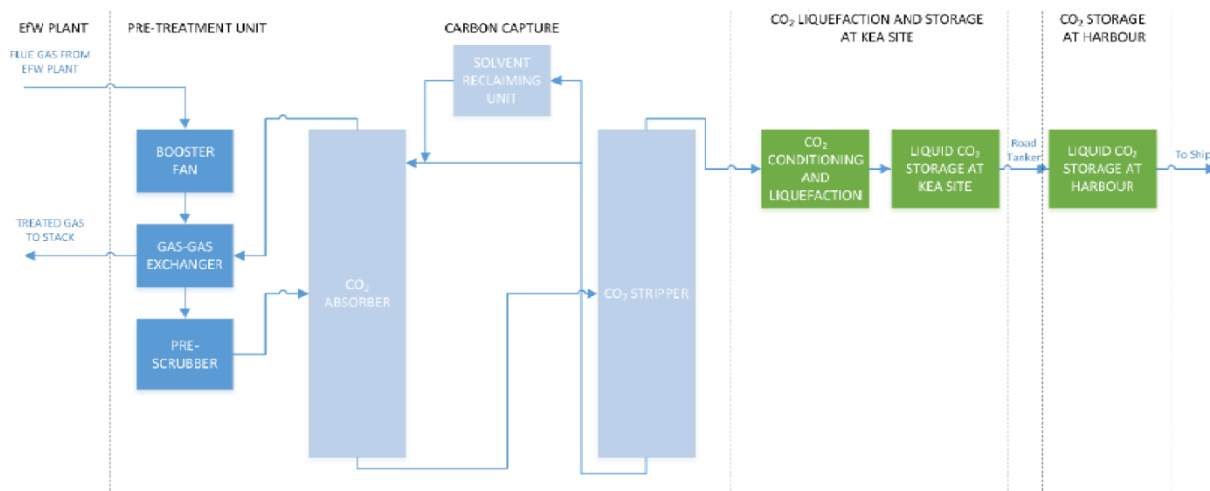 EfW PLANT
PRE-TREATMENT UNIT
CARBON CAPTURE
CO₂ LIQUEFACTION AND STORAGE
AT KEA SITE
CO₂ STORAGE
AT HARBOUR
FLUE GAS FROM
EFW PLANT
SOLVENT
RECLAIMING
UNIT
BOOSTER
FAN
CO₂
CONDITIONING
AND
LIQUEFACTION
LIQUID CO₂
STORAGE AT
KEA SITE
Road
Tanker
LIQUID CO₂
STORAGE AT
HARBOUR
To Ship
TREATED GAS
TO STACK
GAS-GAS
EXCHANGER
CO₂
ABSORBER
CO₂ STRIPPER
PRE-
SCRUBBER